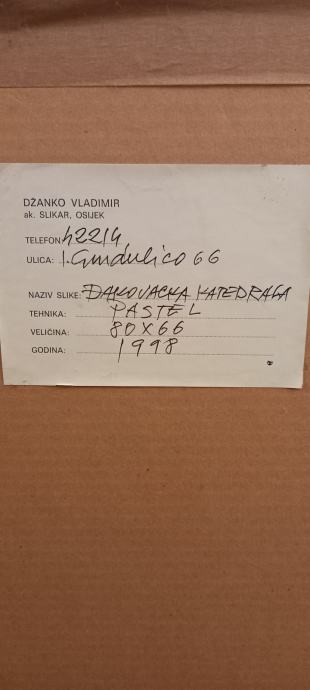 DŽANKO VLADIMIR
ak. SLIKAR, OSIJEK
TELEFON 42214
ULICA: I. Gundulića 66
NAZIV SLIKE: ĐAKOVAČKA KATEDRALA
TEHNIKA: PASTEL
VELIČINA: 80X66
GODINA: 1998